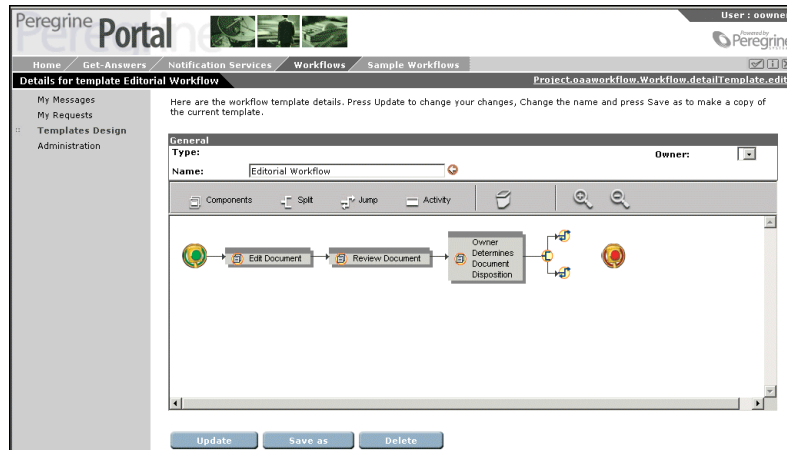 User : oowne
Peregrine Portal
Powered by
Peregrine
Home Get-Answers Notification Services Workflows Sample Workflows
Details for template Editorial Workflow Project.oaaworkflow.Workflow.detailTemplate.edit
My Messages
My Requests
Templates Design
Administration
Here are the workflow template details. Press Update to change your changes, Change the name and press Save as to make a copy of
the current template.
General
Type: Owner:
Name: Editorial Workflow
Components Split Jump Activity
Edit Document
Review Document
Owner
Determines
Document
Disposition
Update Save as Delete